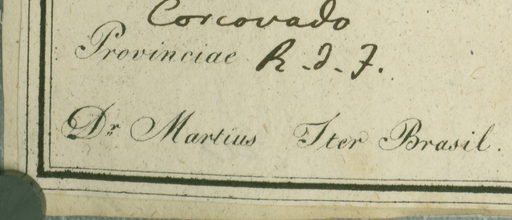 Corcovado
Provinciae R. d. J.
Dr. Martius Iter Brasil.